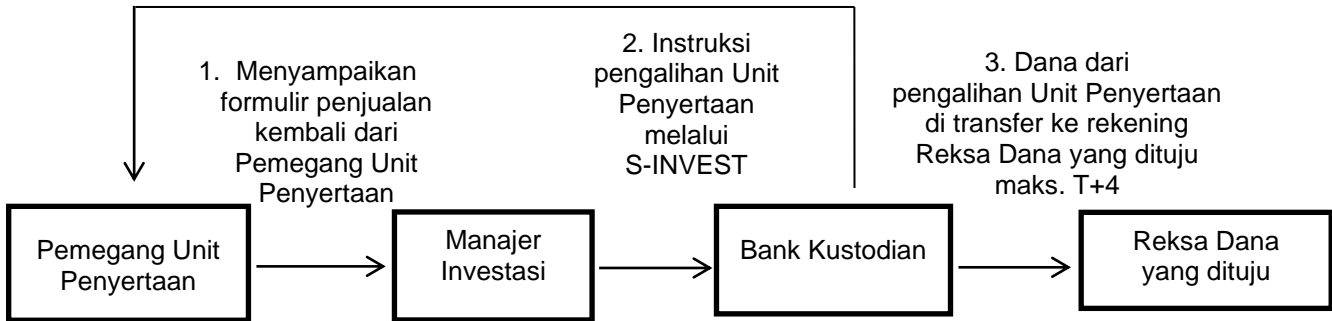 1. Menyampaikan
formulir penjualan
kembali dari
Pemegang Unit
Penyertaan
2. Instruksi
pengalihan Unit
Penyertaan
melalui
S-INVEST
3. Dana dari
pengalihan Unit Penyertaan
di transfer ke rekening
Reksa Dana yang dituju
maks. T+4
Pemegang Unit
Penyertaan
Manajer
Investasi
Bank Kustodian
Reksa Dana
yang dituju